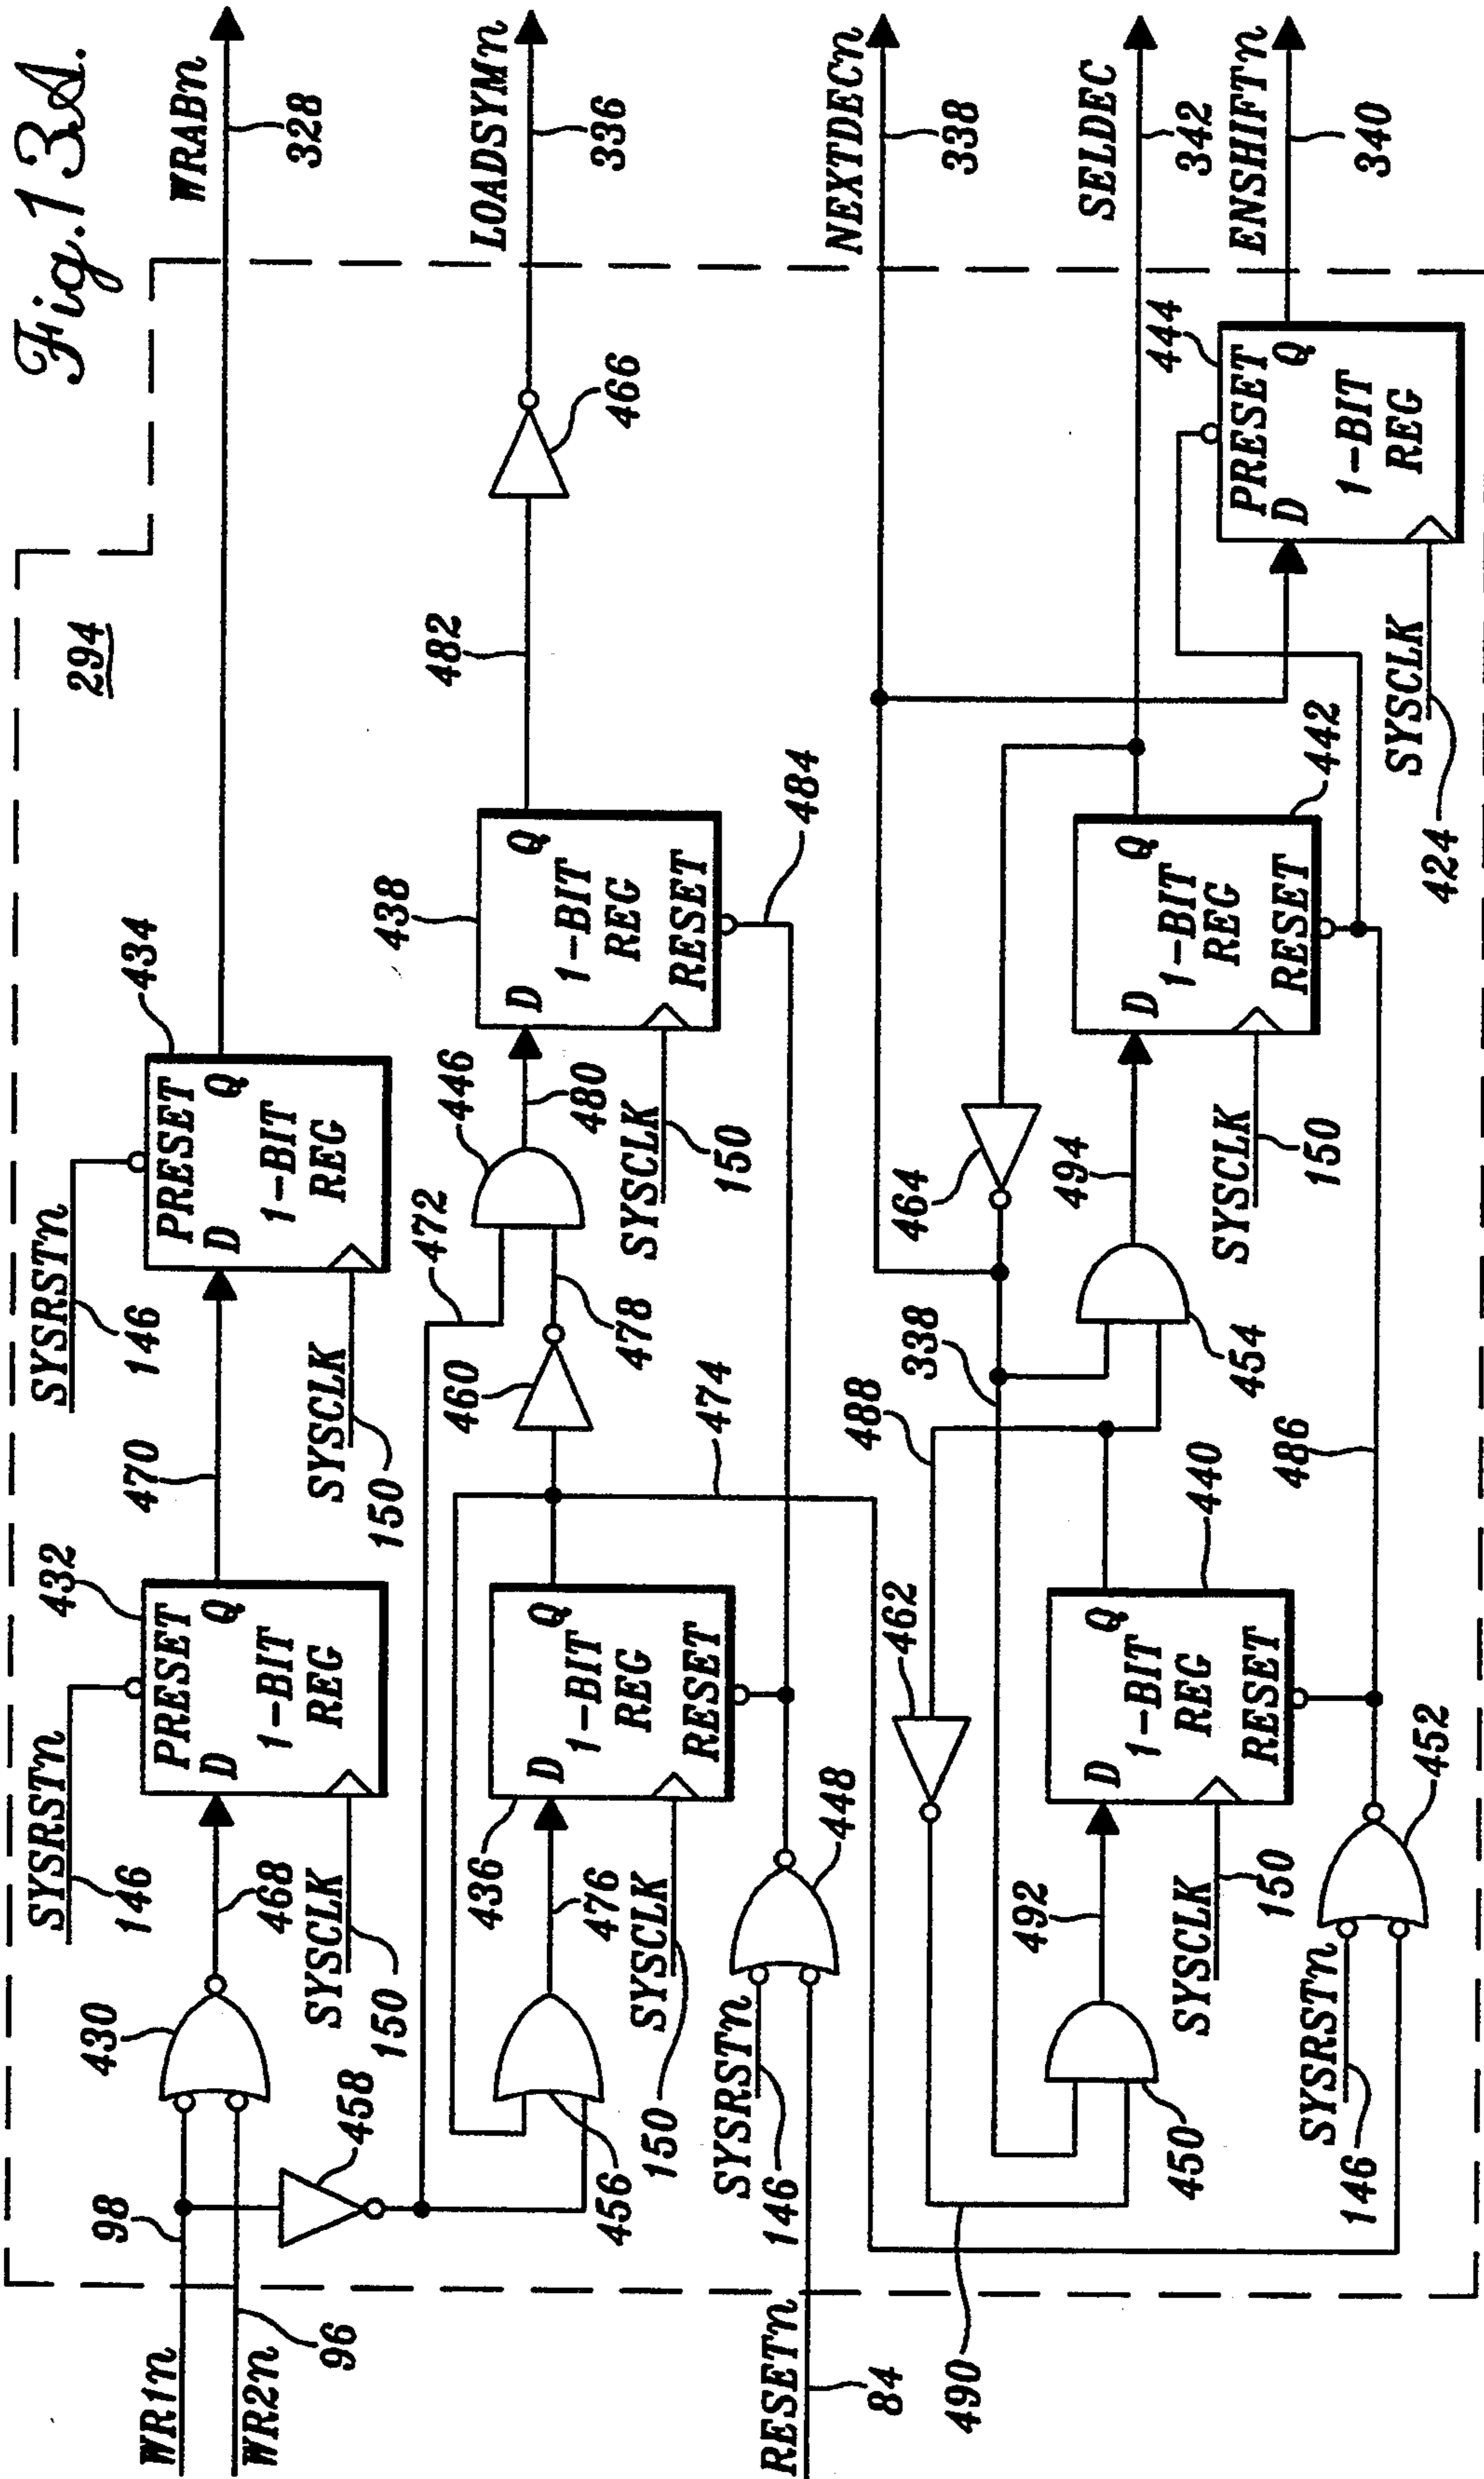 Fig.13A.
294
WR1n
98
WR2n
96
430
458
468
SYSRSTn
146
432
PRESET
D
Q
1-BIT
REG
SYSCLK
150
470
SYSRSTn
146
434
PRESET
D
Q
1-BIT
REG
SYSCLK
150
WRABn
328
456
476
436
D
Q
1-BIT
REG
RESET
SYSCLK
150
460
472
478
474
446
480
438
D
Q
1-BIT
REG
RESET
SYSCLK
150
484
482
466
LOADSYMn
336
RESETn
84
SYSRSTn
146
448
490
462
488
338
464
NEXTDECn
338
450
492
D
Q
1-BIT
REG
RESET
440
SYSCLK
150
454
494
D
Q
1-BIT
REG
RESET
442
SYSCLK
150
SELDEC
342
SYSRSTn
146
452
486
444
PRESET
D
Q
1-BIT
REG
SYSCLK
424
ENSHIFTn
340